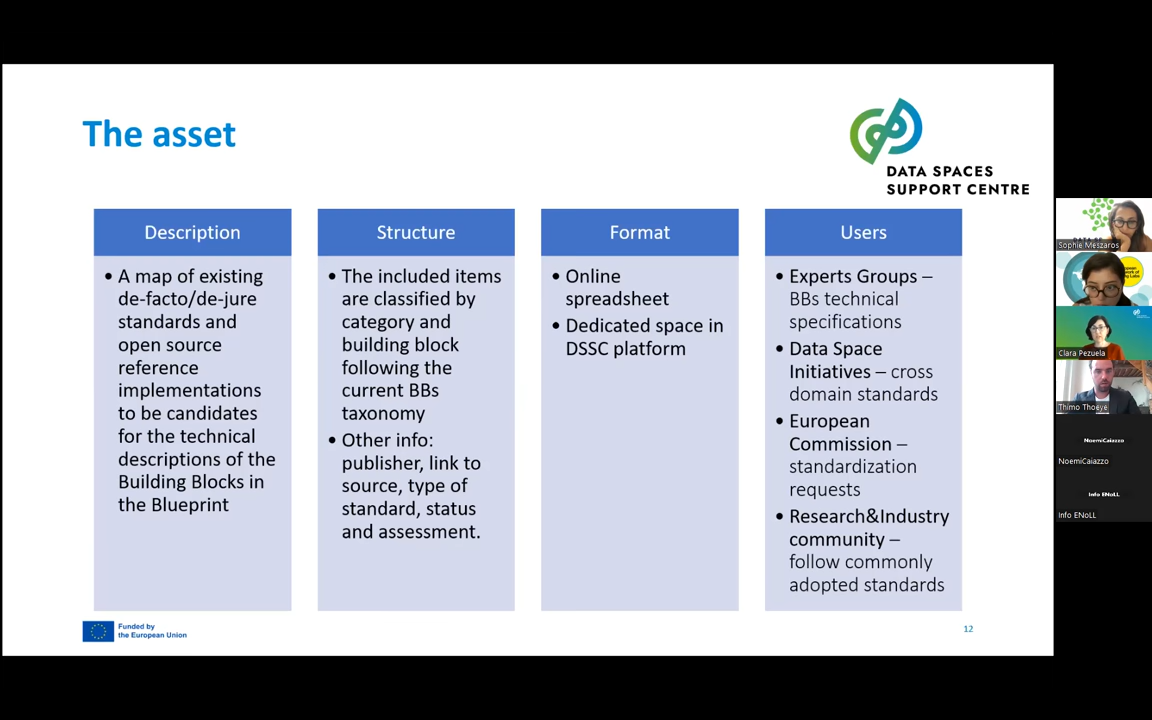 The asset
DATA SPACES
SUPPORT CENTRE
Description
• A map of existing
de-facto/de-jure
standards and
open source
reference
implementations
to be candidates
for the technical
descriptions of the
Building Blocks in
the Blueprint
Structure
• The included items
are classified by
category and
building block
following the
current BBs
taxonomy
• Other info:
publisher, link to
source, type of
standard, status
and assessment.
Format
• Online
spreadsheet
• Dedicated space in
DSSC platform
Users
• Experts Groups –
BBs technical
specifications
• Data Space
Initiatives – cross
domain standards
• European
Commission –
standardization
requests
• Research&Industry
community –
follow commonly
adopted standards
Funded by
the European Union
12
Sophie Meszaros
Clara Pezuela
Thimo Thoeye
NoemiCaiazzo
NoemiCaiazzo
Info ENoLL
Info ENoLL